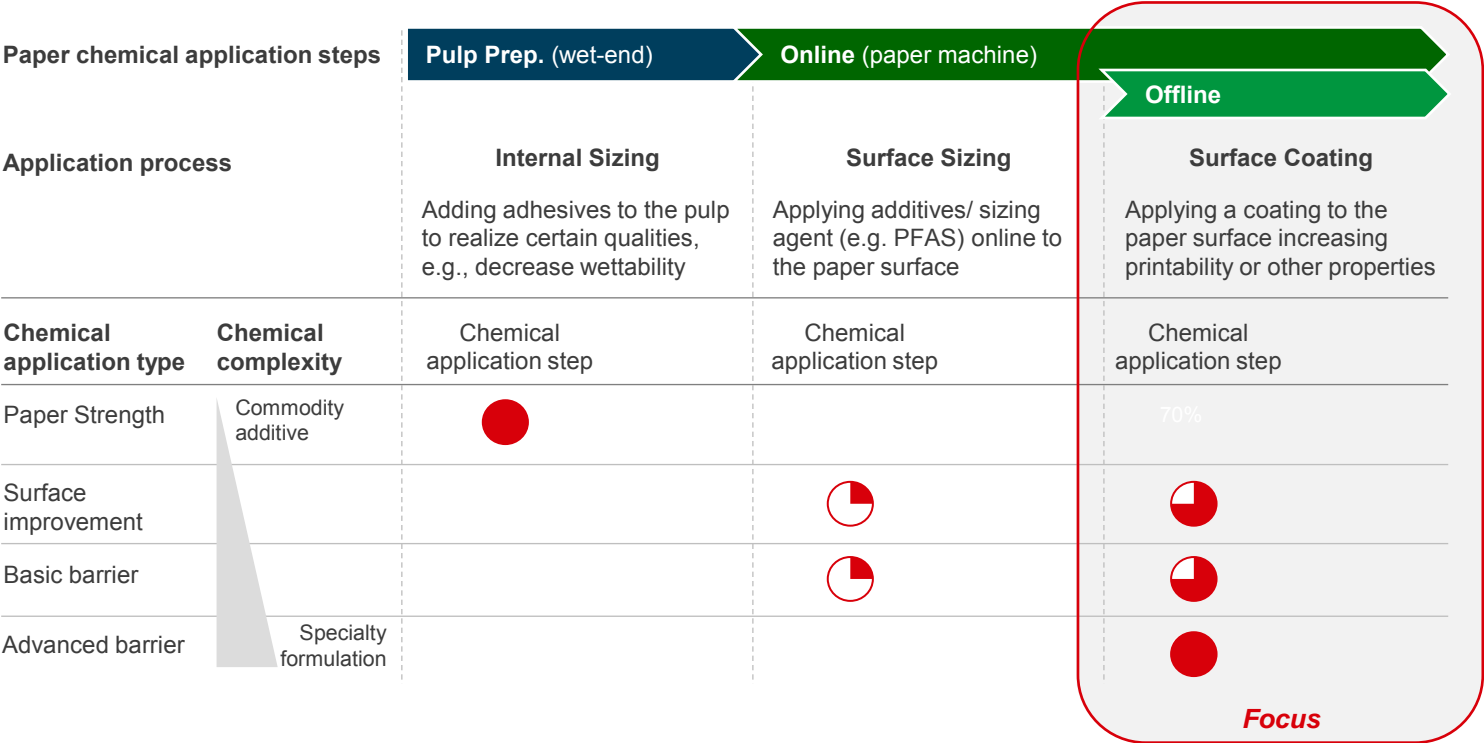 Paper chemical application steps
Pulp Prep. (wet-end)
Online (paper machine)
Offline
Application process
Internal Sizing
Surface Sizing
Surface Coating
Adding adhesives to the pulp
to realize certain qualities,
e.g., decrease wettability
Applying additives/ sizing
agent (e.g. PFAS) online to
the paper surface
Applying a coating to the
paper surface increasing
printability or other properties
Chemical
application type
Chemical
complexity
Chemical
application step
Chemical
application step
Chemical
application step
Paper Strength
Commodity
additive
70%
Surface
improvement
Basic barrier
Advanced barrier
Specialty
formulation
Focus